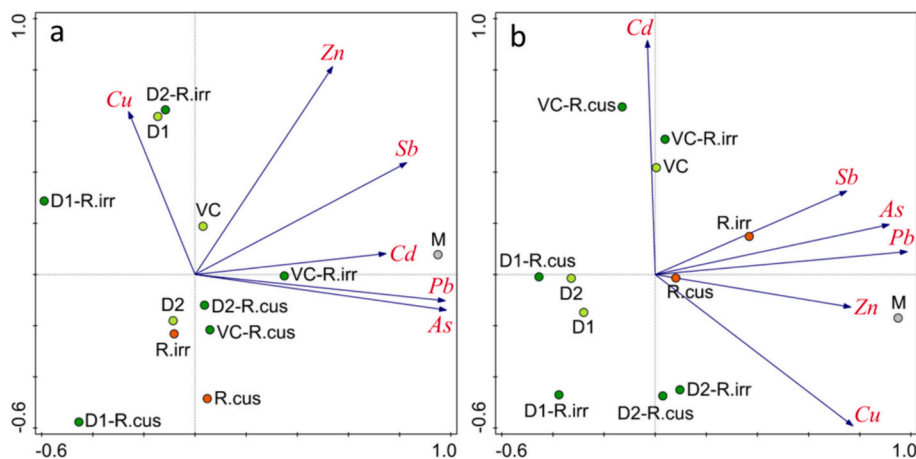 1.0
a
Zn
Cu
D2-R.irr
D1
Sb
D1-R.irr
VC
M
Cd
VC-R.irr
Pb
D2-R.cus
As
D2
VC-R.cus
R.irr
R.cus
D1-R.cus
-0.6
-0.6
1.0
1.0
b
Cd
VC-R.cus
VC-R.irr
VC
Sb
As
R.irr
Pb
D1-R.cus
D2
R.cus
Zn
M
D1
D2-R.irr
D1-R.irr
D2-R.cus
Cu
-0.6
-0.6
1.0